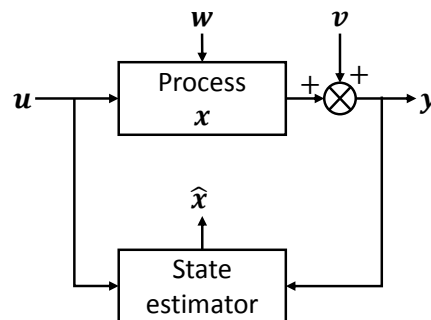 w
v
Process
x
u
+
+
y
x̂
State
estimator